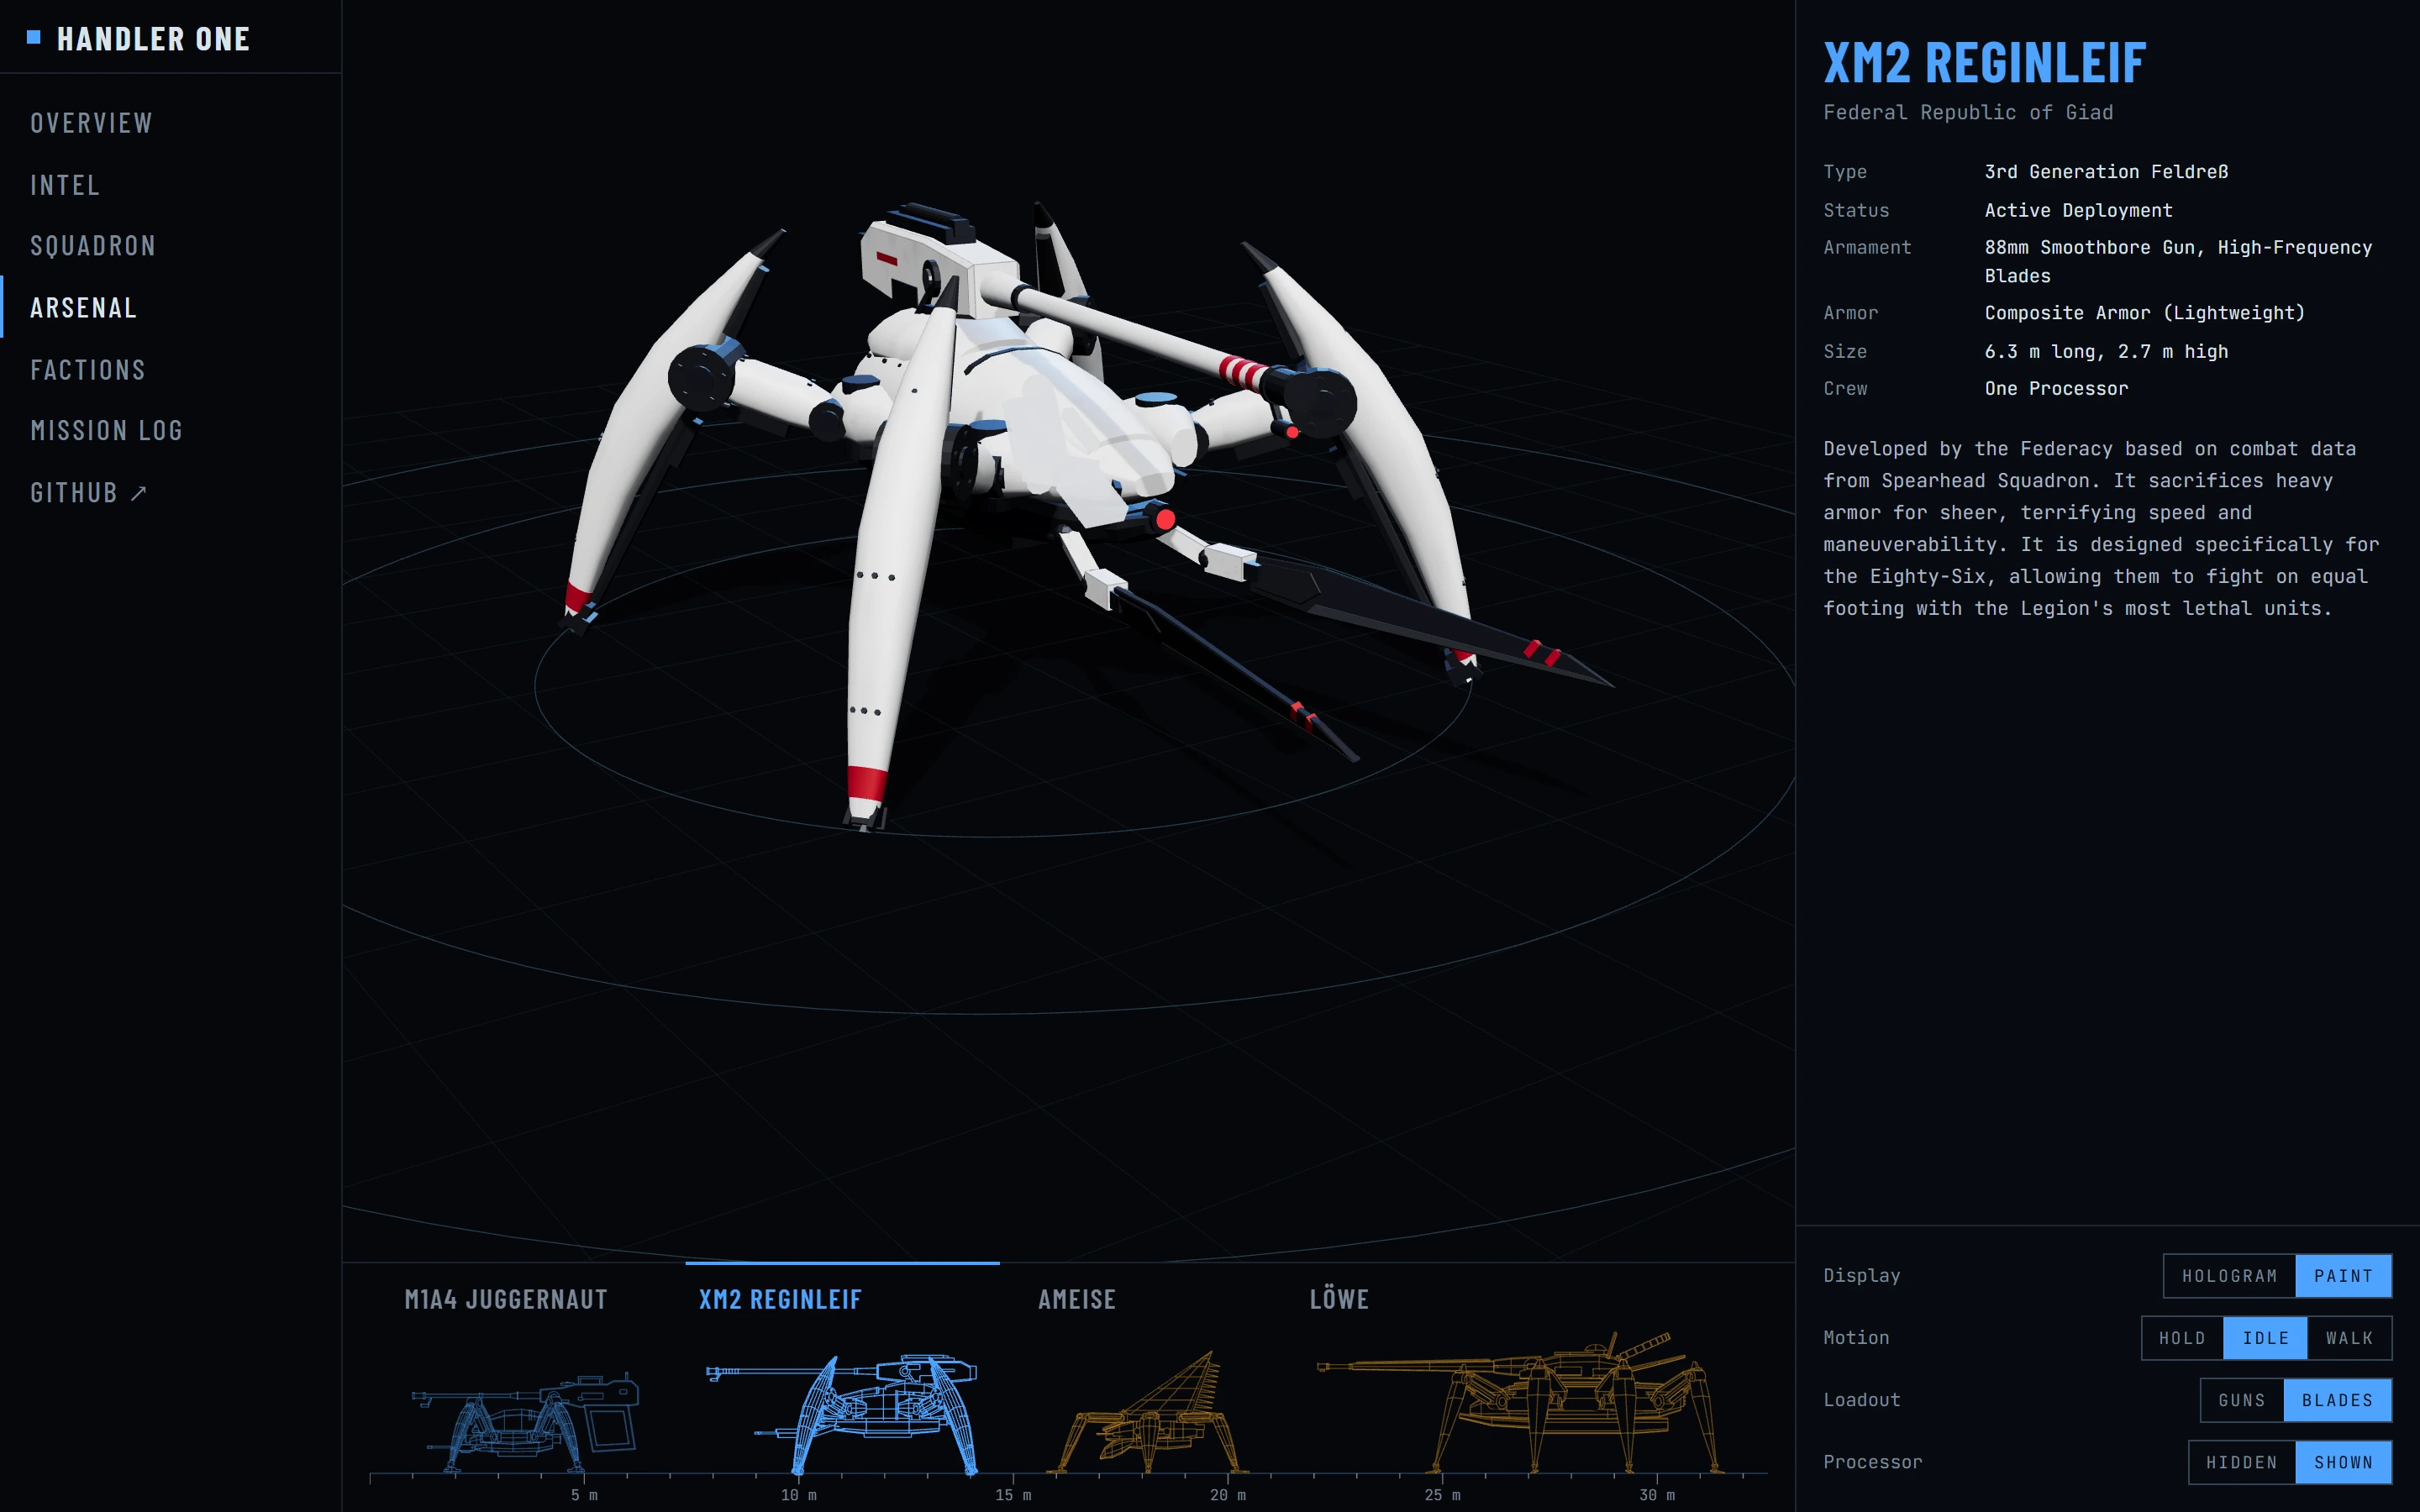 HANDLER ONE
OVERVIEW
INTEL
SQUADRON
ARSENAL
FACTIONS
MISSION LOG
GITHUB ↗
XM2 REGINLEIF
Federal Republic of Giad
Type 3rd Generation Feldreß
Status Active Deployment
Armament 88mm Smoothbore Gun, High-Frequency
Blades
Armor Composite Armor (Lightweight)
Size 6.3 m long, 2.7 m high
Crew One Processor
Developed by the Federacy based on combat data
from Spearhead Squadron. It sacrifices heavy
armor for sheer, terrifying speed and
maneuverability. It is designed specifically for
the Eighty-Six, allowing them to fight on equal
footing with the Legion's most lethal units.
M1A4 JUGGERNAUT XM2 REGINLEIF AMEISE LÖWE
5 m 10 m 15 m 20 m 25 m 30 m
Display HOLOGRAM PAINT
Motion HOLD IDLE WALK
Loadout GUNS BLADES
Processor HIDDEN SHOWN